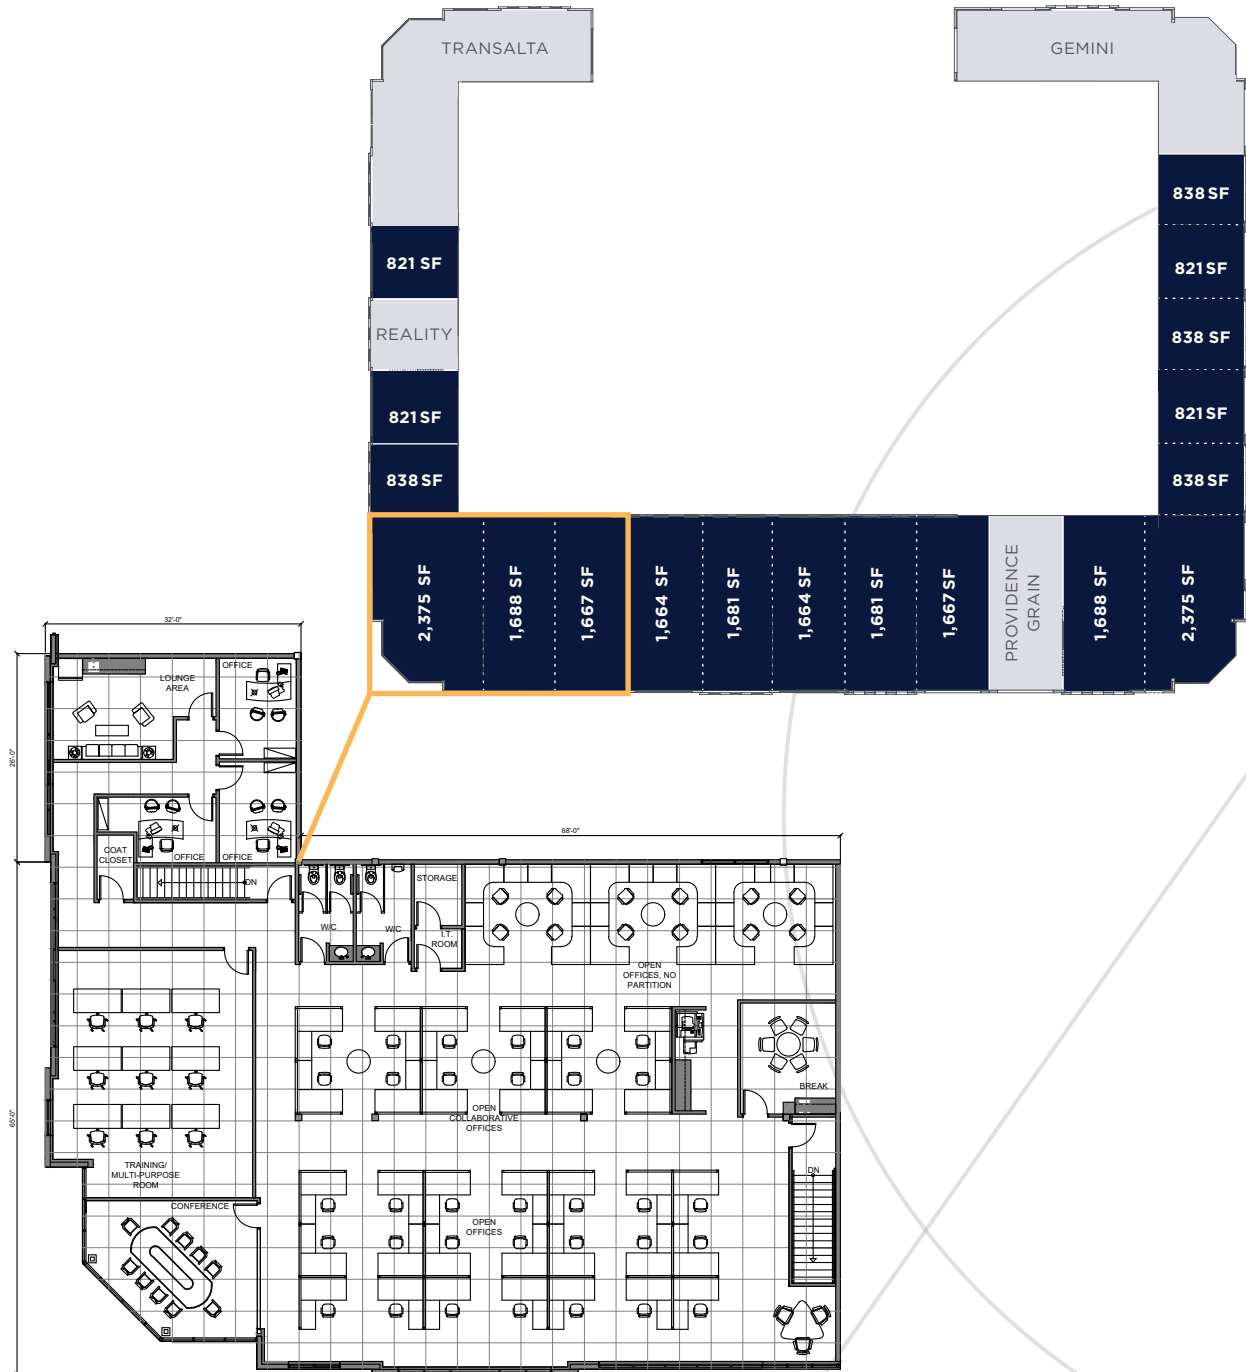 TRANSALTA
GEMINI
838 SF
821 SF
821 SF
REALITY
838 SF
821 SF
821 SF
838 SF
838 SF
2,375 SF
1,688 SF
1,667 SF
1,664 SF
1,681 SF
1,664 SF
1,681 SF
1,667 SF
PROVIDENCE
GRAIN
1,688 SF
2,375 SF
32'-0"
OFFICE
LOUNGE
AREA
26'-0"
68'-0"
COAT
CLOSET
OFFICE
OFFICE
DN
STORAGE
W/C
W/C
I.T.
ROOM
OPEN
OFFICES, NO
PARTITION
BREAK
65'-0"
OPEN
COLLABORATIVE
OFFICES
TRAINING/
MULTI-PURPOSE
ROOM
DN
CONFERENCE
OPEN
OFFICES